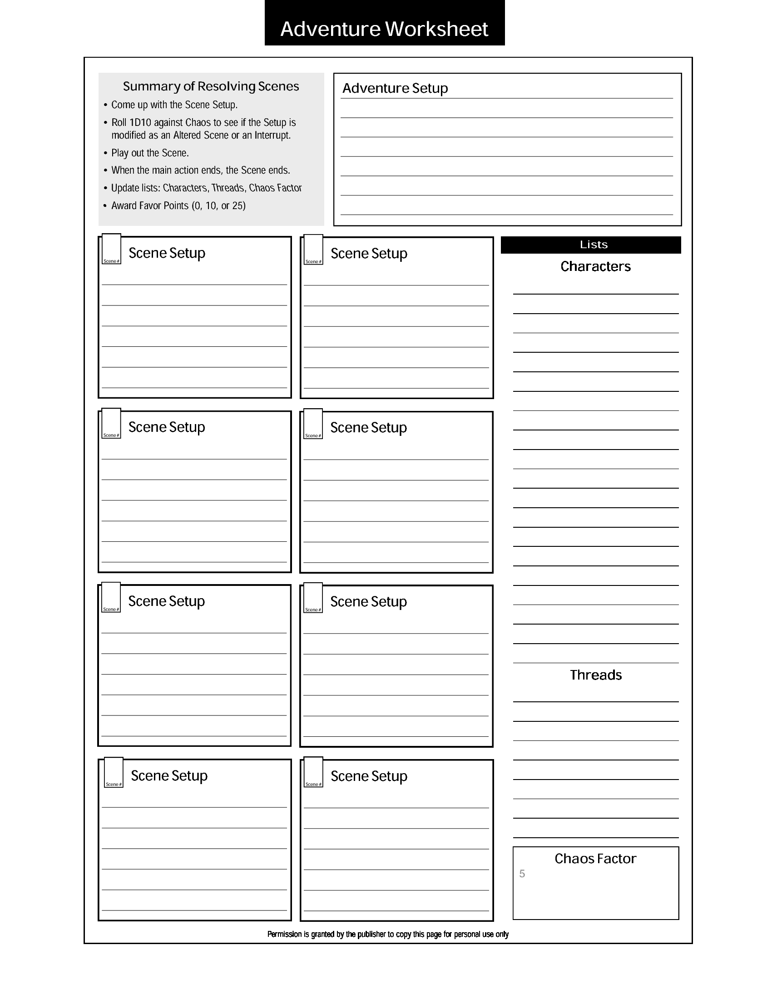 Adventure Worksheet
Summary of Resolving Scenes
• Come up with the Scene Setup.
• Roll 1D10 against Chaos to see if the Setup is
modified as an Altered Scene or an Interrupt.
• Play out the Scene.
• When the main action ends, the Scene ends.
• Update lists: Characters, Threads, Chaos Factor
• Award Favor Points (0, 10, or 25)
Adventure Setup
Scene #
Scene Setup
Scene #
Scene Setup
Scene #
Scene Setup
Scene #
Scene Setup
Scene #
Scene Setup
Scene #
Scene Setup
Scene #
Scene Setup
Scene #
Scene Setup
Lists
Characters
Threads
Chaos Factor
5
Permission is granted by the publisher to copy this page for personal use only